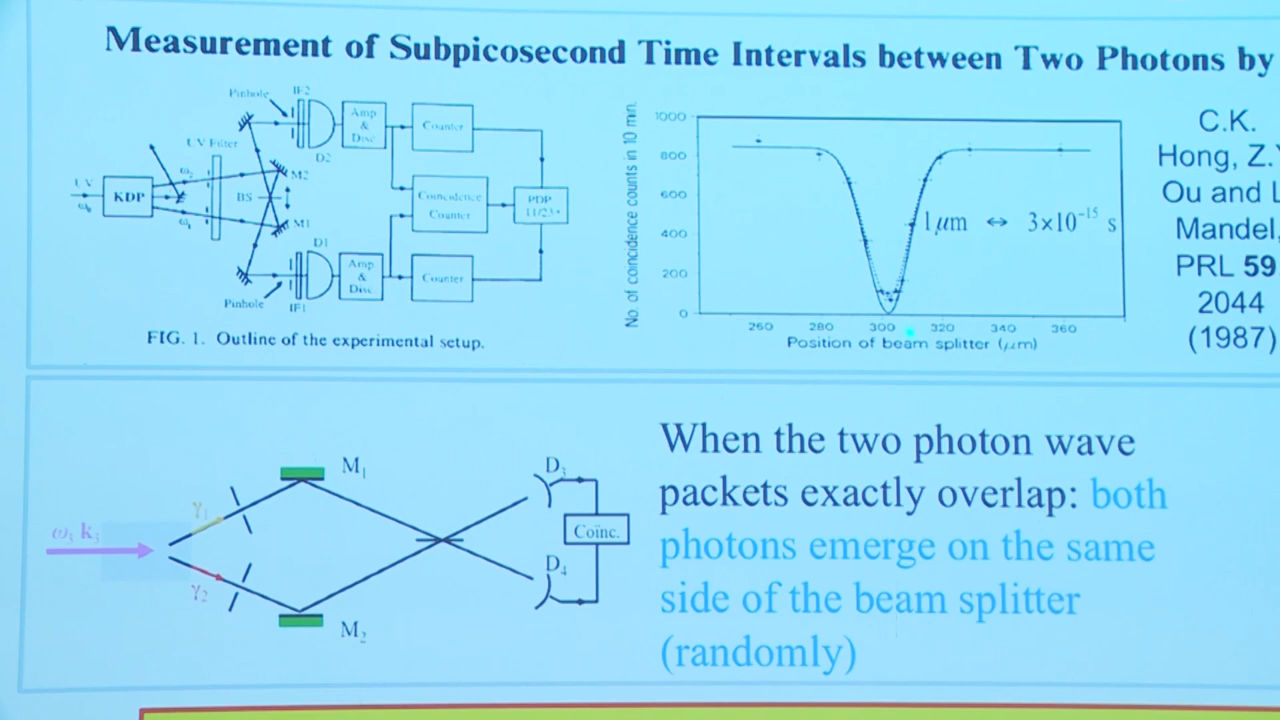 Measurement of Subpicosecond Time Intervals between Two Photons by
Pinhole
IF2
Amp
&
Disc
Counter
D2
UV Filter
UV
ω₀
KDP
ω₂
ω₁
BS
M2
M1
Coincidence
Counter
PDP
11/23+
D1
Amp
&
Disc
Counter
Pinhole
IF1
FIG. 1. Outline of the experimental setup.
No. of coincidence counts in 10 min.
1000
800
600
400
200
0
1μm ↔ 3×10⁻¹⁵ s
260 280 300 320 340 360
Position of beam splitter (μm)
C.K.
Hong, Z.Y
Ou and L
Mandel,
PRL 59
2044
(1987)
ω₃ k₃
γ₁
γ₂
M₁
M₂
D₃
D₄
Coïnc.
When the two photon wave
packets exactly overlap: both
photons emerge on the same
side of the beam splitter
(randomly)